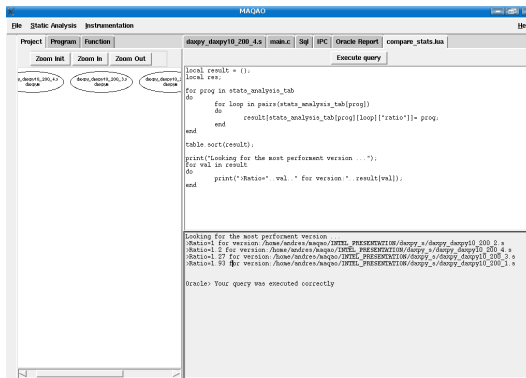 MAQAO
File Static Analysis Instrumentation He
Project Program Function
daxpy_daxpy10_200_4.s main.c Sql IPC Oracle Report compare_stats.lua
Zoom Init Zoom In Zoom Out
Execute query
daxpy_daxpy10_200_3.s
local result = {};
local res;
for prog in pairs(stats_analysis_tab)
do
for loop in pairs(stats_analysis_tab[prog])
do
result[stats_analysis_tab[prog][loop]["ratio"]]= prog;
end
end
table.sort(result);
print("Looking for the most performent version ...");
for val in result
do
print(">Ratio="..val.." for version:"..result[val]);
end
Looking for the most performent version ...
>Ratio=1 for version:/home/andres/maqao/INTEL_PRESENTATION/daxpy_s/daxpy_daxpy10_200_2.s
>Ratio=1.2 for version:/home/andres/maqao/INTEL_PRESENTATION/daxpy_s/daxpy_daxpy10_200_4.s
>Ratio=1.27 for version:/home/andres/maqao/INTEL_PRESENTATION/daxpy_s/daxpy_daxpy10_200_3.s
>Ratio=1.93 for version:/home/andres/maqao/INTEL_PRESENTATION/daxpy_s/daxpy_daxpy10_200_1.s
Oracle> Your query was executed correctly